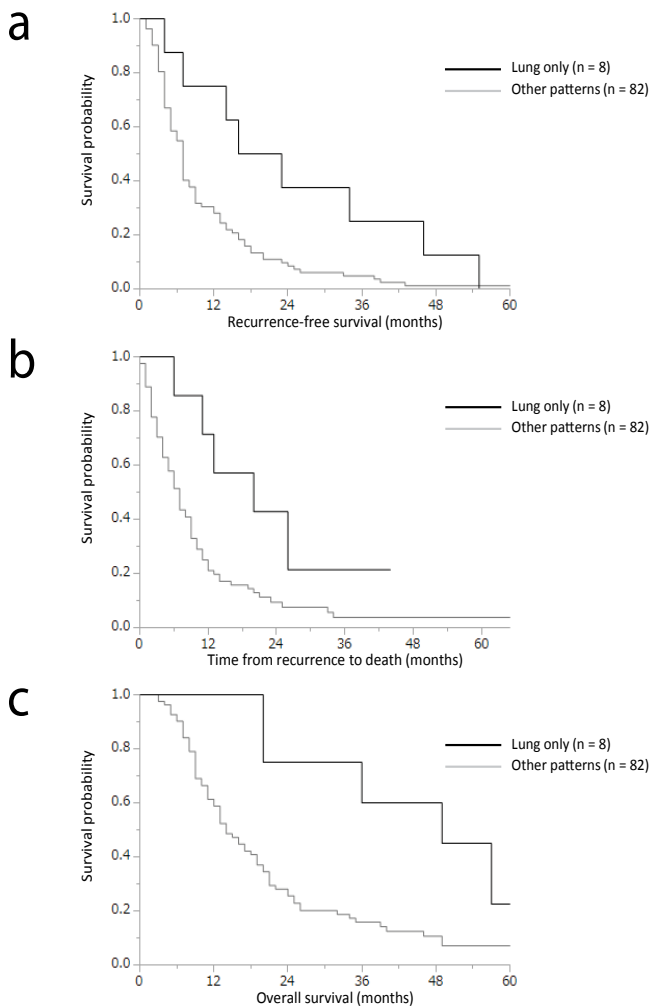 a
1.0
0.8
0.6
0.4
0.2
0.0
Survival probability
Lung only (n = 8)
Other patterns (n = 82)
0 12 24 36 48 60
Recurrence-free survival (months)
b
1.0
0.8
0.6
0.4
0.2
0.0
Survival probability
Lung only (n = 8)
Other patterns (n = 82)
0 12 24 36 48 60
Time from recurrence to death (months)
c
1.0
0.8
0.6
0.4
0.2
0.0
Survival probability
Lung only (n = 8)
Other patterns (n = 82)
0 12 24 36 48 60
Overall survival (months)